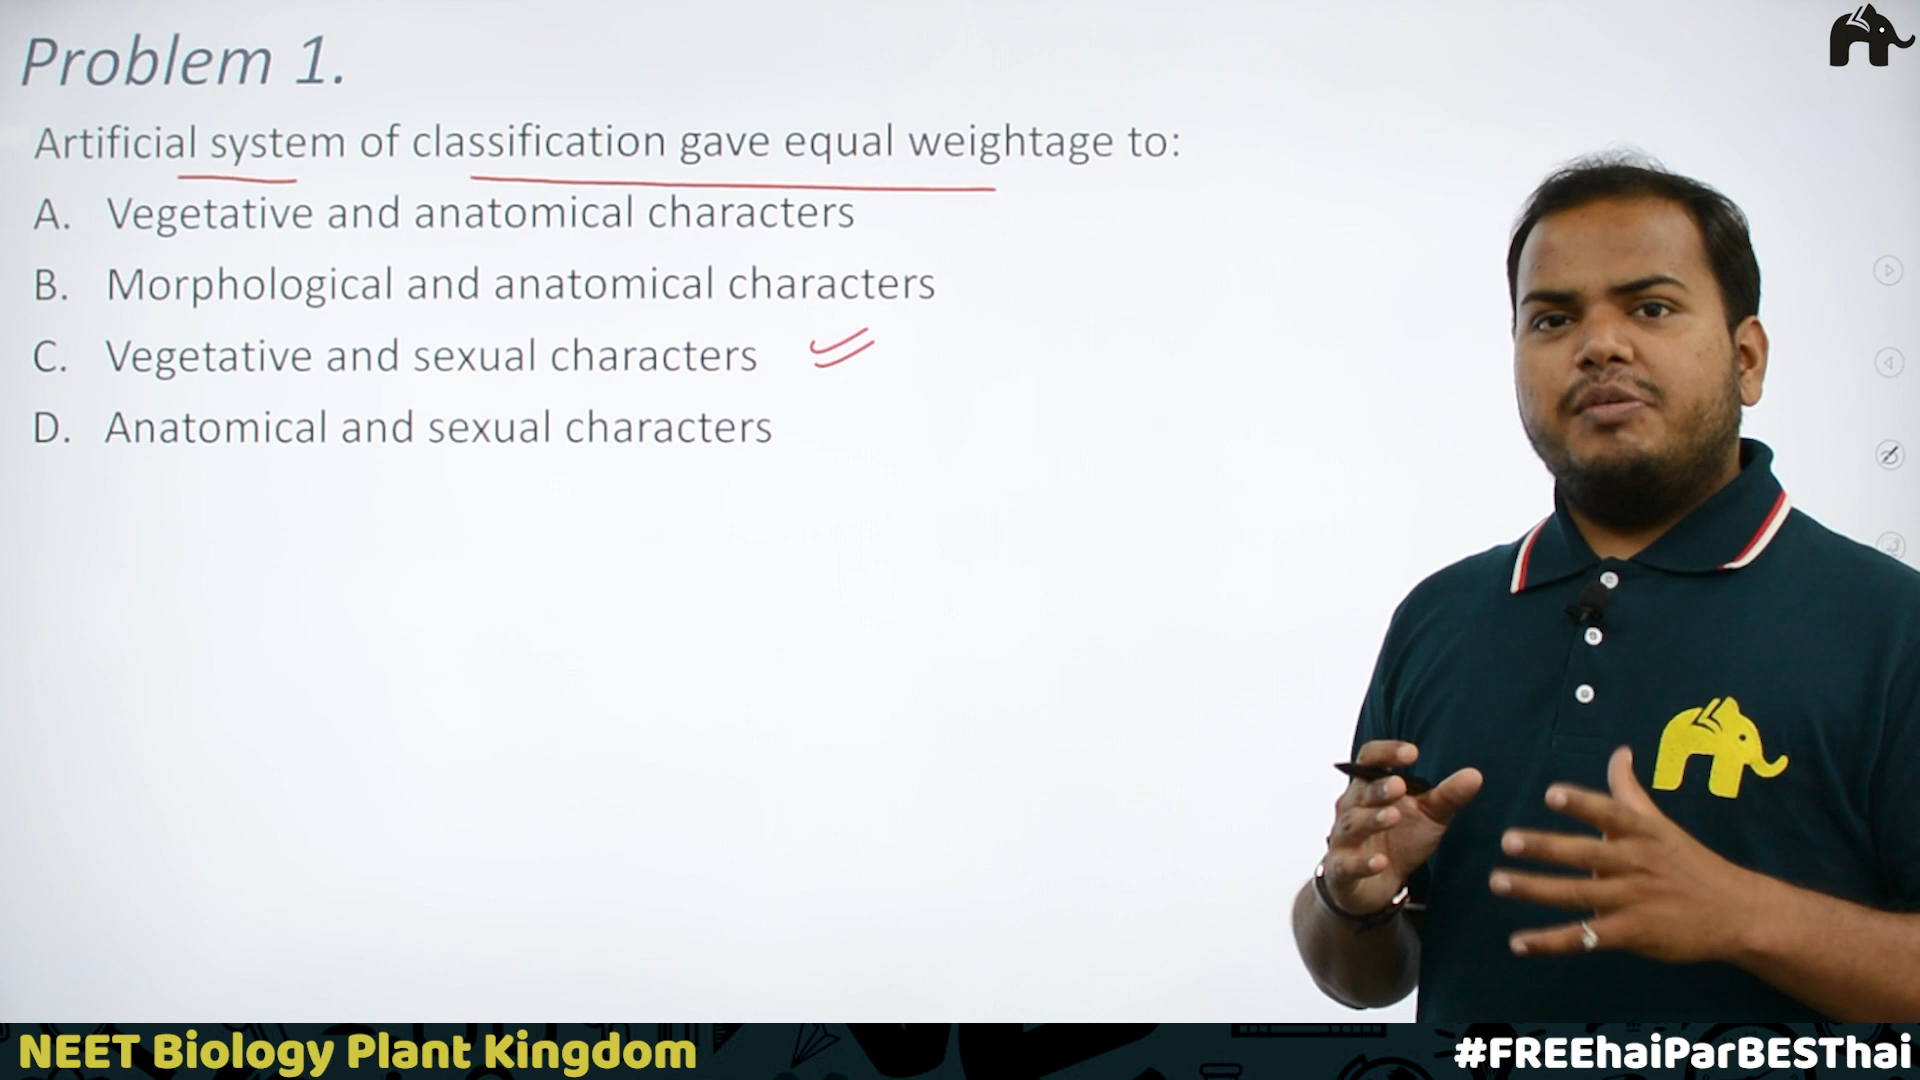 Problem 1.
Artificial system of classification gave equal weightage to:
A. Vegetative and anatomical characters
B. Morphological and anatomical characters
C. Vegetative and sexual characters
D. Anatomical and sexual characters
NEET Biology Plant Kingdom
#FREEhaiParBESThai